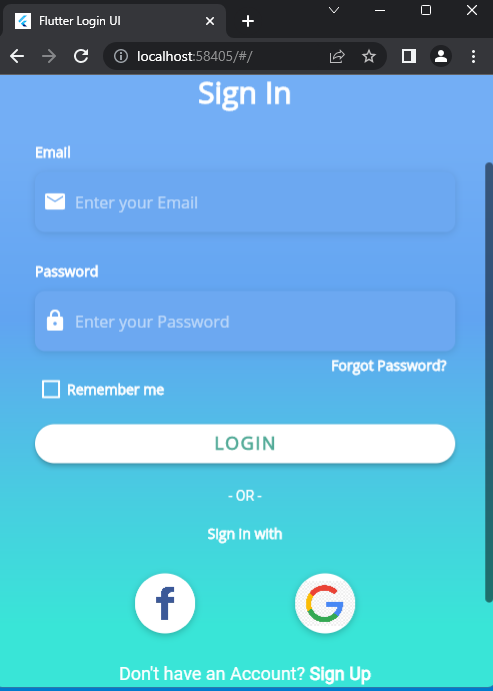 Flutter Login UI
localhost:58405/#/
Sign In
Email
Enter your Email
Password
Enter your Password
Forgot Password?
Remember me
LOGIN
- OR -
Sign in with
Don't have an Account? Sign Up